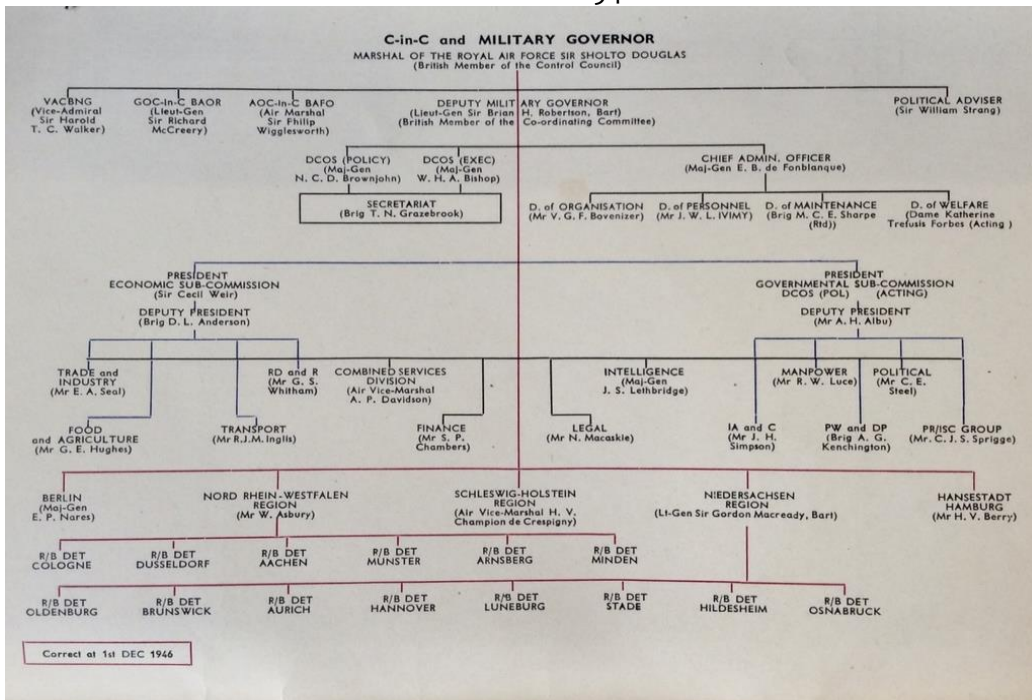 C-in-C and MILITARY GOVERNOR
MARSHAL OF THE ROYAL AIR FORCE SIR SHOLTO DOUGLAS
(British Member of the Control Council)
VACBNG
(Vice-Admiral
Sir Harold
T. C. Walker)
GOC-in-C BAOR
(Lieut-Gen
Sir Richard
McCreery)
AOC-in-C BAFO
(Air Marshal
Sir Philip
Wigglesworth)
DEPUTY MILITARY GOVERNOR
(Lieut-Gen Sir Brian H. Robertson, Bart)
(British Member of the Co-ordinating Committee)
POLITICAL ADVISER
(Sir William Strang)
DCOS (POLICY)
(Maj-Gen
N. C. D. Brownjohn)
DCOS (EXEC)
(Maj-Gen
W. H. A. Bishop)
CHIEF ADMIN. OFFICER
(Maj-Gen E. B. de Fonblanque)
SECRETARIAT
(Brig T. N. Grazebrook)
D. of ORGANISATION
(Mr V. G. F. Bovenizer)
D. of PERSONNEL
(Mr J. W. L. IVIMY)
D. of MAINTENANCE
(Brig M. C. E. Sharpe
(Rtd))
D. of WELFARE
(Dame Katherine
Trefusis Forbes (Acting )
PRESIDENT
ECONOMIC SUB-COMMISSION
(Sir Cecil Weir)
PRESIDENT
GOVERNMENTAL SUB-COMMISSION
DCOS (POL) (ACTING)
DEPUTY PRESIDENT
(Brig D. L. Anderson)
DEPUTY PRESIDENT
(Mr A. H. Albu)
TRADE and
INDUSTRY
(Mr E. A. Seal)
RD and R
(Mr G. S.
Whitham)
COMBINED SERVICES
DIVISION
(Air Vice-Marshal
A. P. Davidson)
INTELLIGENCE
(Maj-Gen
J. S. Lethbridge)
MANPOWER
(Mr R. W. Luce)
POLITICAL
(Mr C. E.
Steel)
FOOD
and AGRICULTURE
(Mr G. E. Hughes)
TRANSPORT
(Mr R.J.M. Inglis)
FINANCE
(Mr S. P.
Chambers)
LEGAL
(Mr N. Macaskie)
IA and C
(Mr J. H.
Simpson)
PW and DP
(Brig A. G.
Kenchington)
PR/ISC GROUP
(Mr. C. J. S. Sprigge)
BERLIN
(Maj-Gen
E. P. Nares)
NORD RHEIN-WESTFALEN
REGION
(Mr W. Asbury)
SCHLESWIG-HOLSTEIN
REGION
(Air Vice-Marshal H. V.
Champion de Crespigny)
NIEDERSACHSEN
REGION
(Lt-Gen Sir Gordon Macready, Bart)
HANSESTADT
HAMBURG
(Mr H. V. Berry)
R/B DET
COLOGNE
R/B DET
DUSSELDORF
R/B DET
AACHEN
R/B DET
MUNSTER
R/B DET
ARNSBERG
R/B DET
MINDEN
R/B DET
OLDENBURG
R/B DET
BRUNSWICK
R/B DET
AURICH
R/B DET
HANNOVER
R/B DET
LUNEBURG
R/B DET
STADE
R/B DET
HILDESHEIM
R/B DET
OSNABRUCK
Correct at 1st DEC 1946